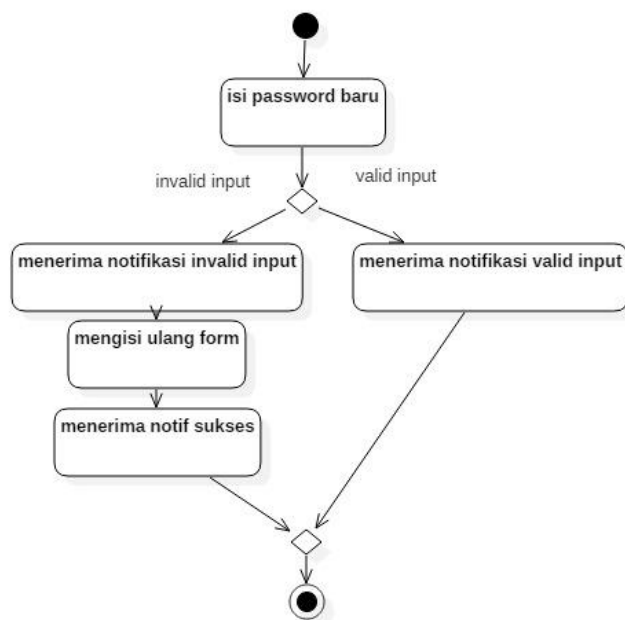 isi password baru
invalid input
valid input
menerima notifikasi invalid input
menerima notifikasi valid input
mengisi ulang form
menerima notif sukses